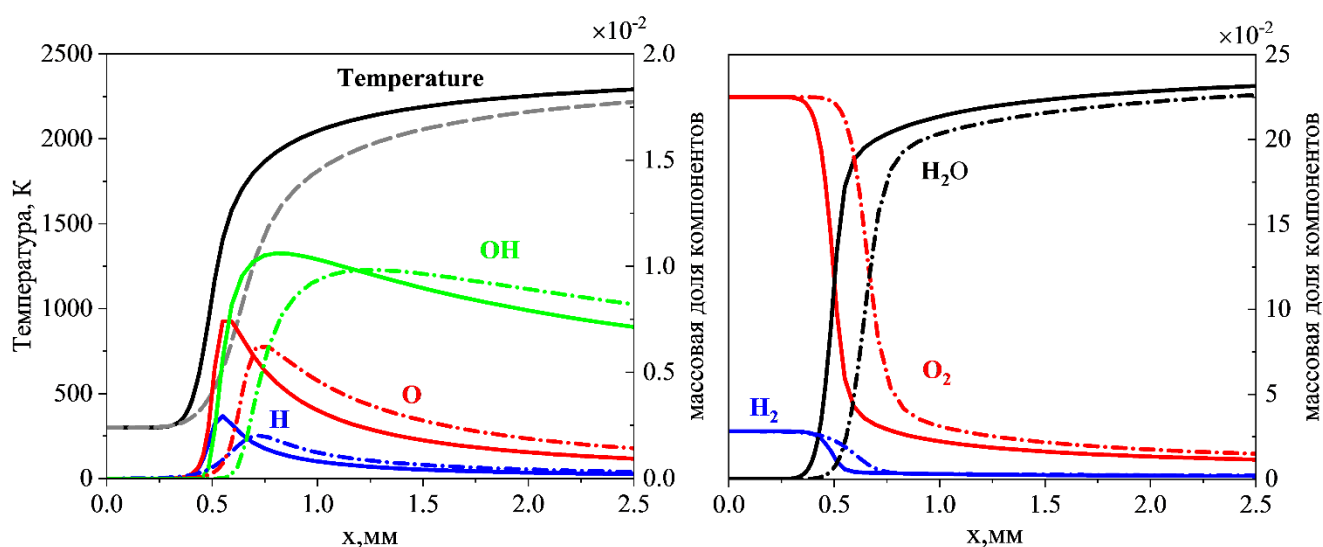 ×10⁻²
2500
2000
1500
1000
500
0
Температура, К
Temperature
OH
O
H
2.0
1.5
1.0
0.5
0.0
массовая доля компонентов
0.0 0.5 1.0 1.5 2.0 2.5
х,мм
×10⁻²
H₂O
O₂
H₂
25
20
15
10
5
0
массовая доля компонентов
0.0 0.5 1.0 1.5 2.0 2.5
х,мм